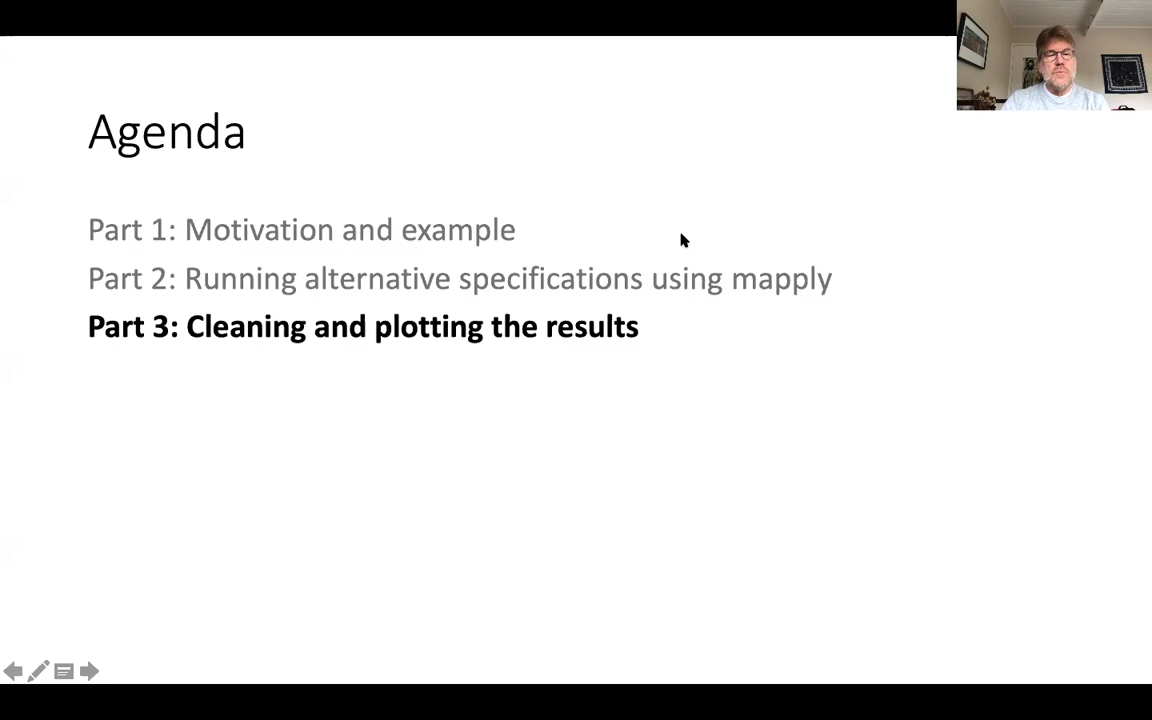 Agenda
Part 1: Motivation and example
Part 2: Running alternative specifications using mapply
Part 3: Cleaning and plotting the results